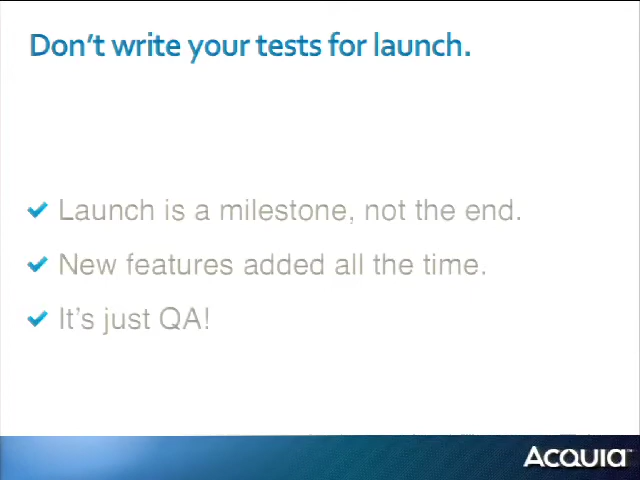 Don't write your tests for launch.
Launch is a milestone, not the end.
New features added all the time.
It's just QA!
Acquia™